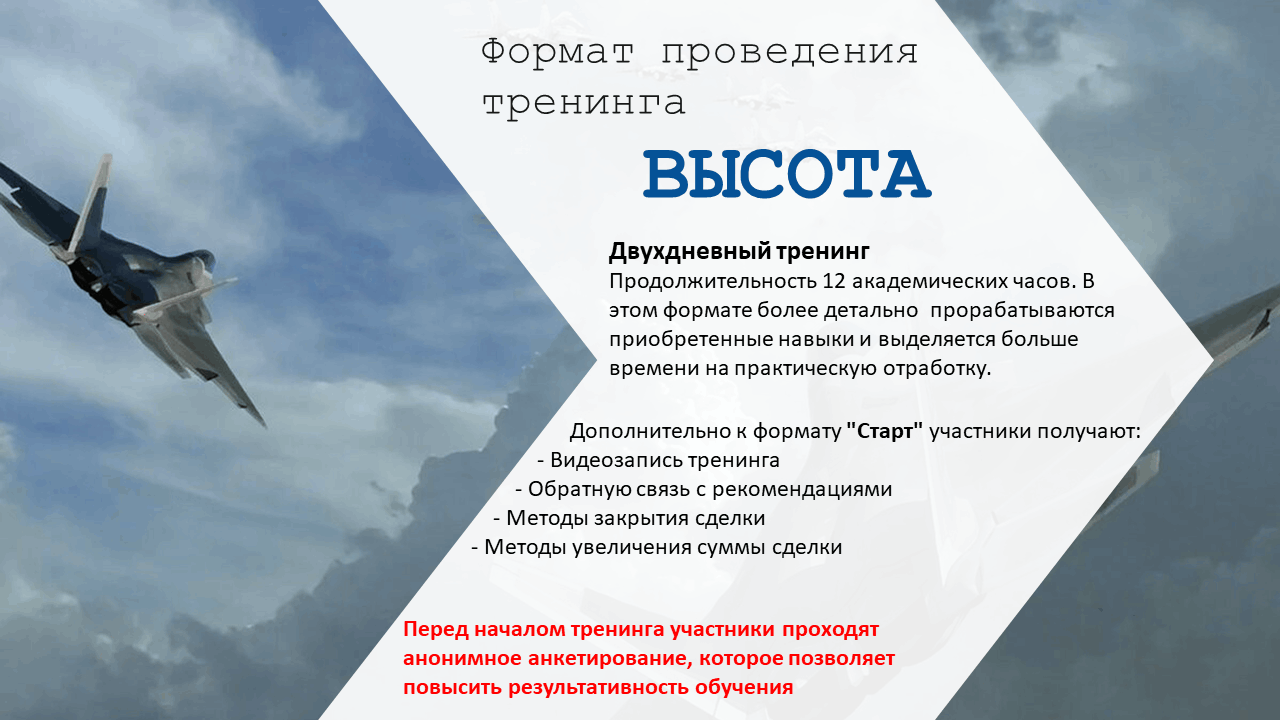 Формат проведения
тренинга
ВЫСОТА
Двухдневный тренинг
Продолжительность 12 академических часов. В
этом формате более детально  прорабатываются
приобретенные навыки и выделяется больше
времени на практическую отработку.
Дополнительно к формату "Старт" участники получают:
- Видеозапись тренинга
- Обратную связь с рекомендациями
- Методы закрытия сделки
- Методы увеличения суммы сделки
Перед началом тренинга участники проходят
анонимное анкетирование, которое позволяет
повысить результативность обучения